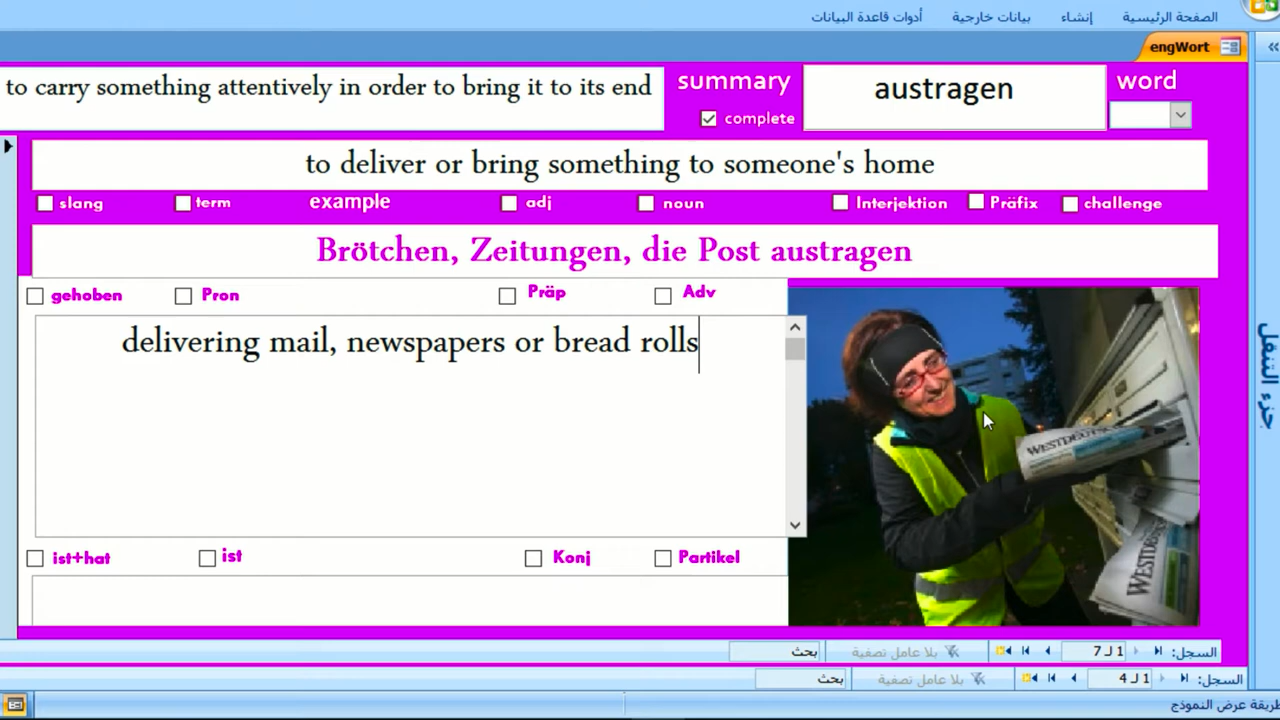 الصفحة الرئيسية إنشاء بيانات خارجية أدوات قاعدة البيانات
engWort
to carry something attentively in order to bring it to its end summary austragen word
complete
to deliver or bring something to someone's home
slang term example adj noun Interjektion Präfix challenge
Brötchen, Zeitungen, die Post austragen
gehoben Pron Präp Adv
delivering mail, newspapers or bread rolls
جزء التنقل
ist+hat ist Konj Partikel
السجل: 1 لـ 7 بلا عامل تصفية بحث
السجل: 1 لـ 4 بلا عامل تصفية بحث
طريقة عرض النموذج